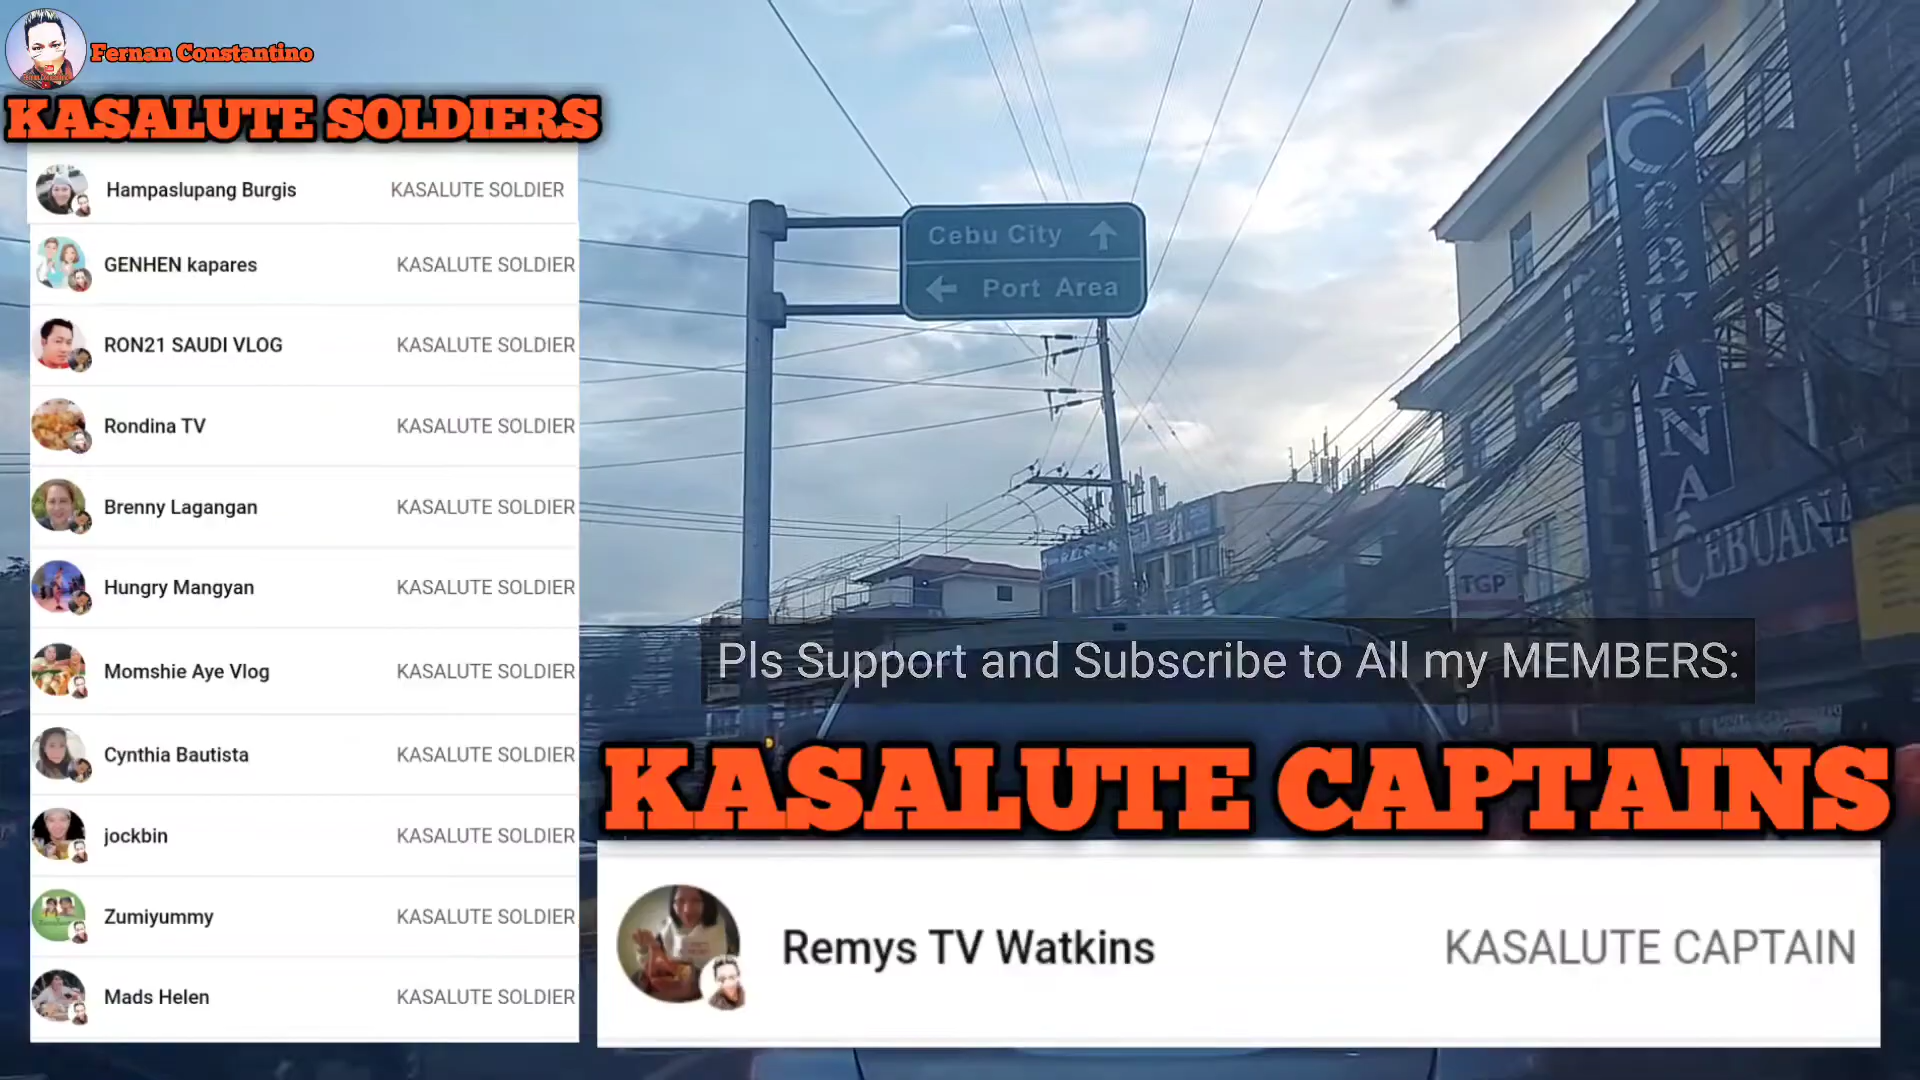 Fernan Constantino
KASALUTE SOLDIERS
Hampaslupang Burgis KASALUTE SOLDIER
GENHEN kapares KASALUTE SOLDIER
RON21 SAUDI VLOG KASALUTE SOLDIER
Rondina TV KASALUTE SOLDIER
Brenny Lagangan KASALUTE SOLDIER
Hungry Mangyan KASALUTE SOLDIER
Momshie Aye Vlog KASALUTE SOLDIER
Cynthia Bautista KASALUTE SOLDIER
jockbin KASALUTE SOLDIER
Zumiyummy KASALUTE SOLDIER
Mads Helen KASALUTE SOLDIER
Cebu City
Port Area
CEBUANA
CEBUANA
TGP
Pls Support and Subscribe to All my MEMBERS:
KASALUTE CAPTAINS
Remys TV Watkins KASALUTE CAPTAIN